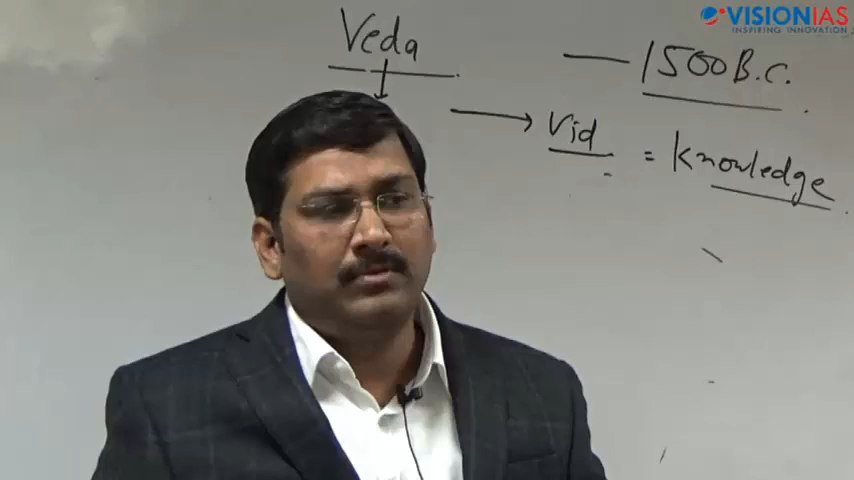 VISIONIAS
INSPIRING INNOVATION
Veda — 1500 B.C.
→ Vid = Knowledge